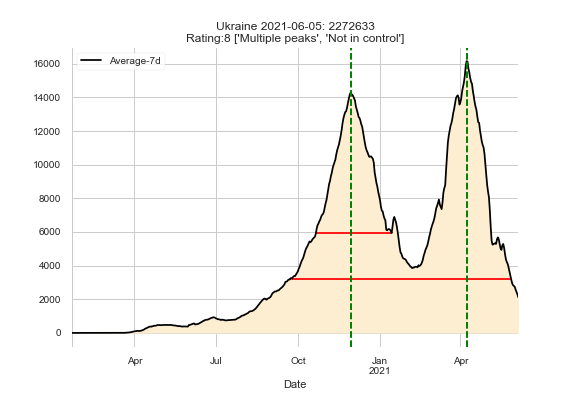 Ukraine 2021-06-05: 2272633
Rating:8 ['Multiple peaks', 'Not in control']
Average-7d
16000
14000
12000
10000
8000
6000
4000
2000
0
Apr
Jul
Oct
Jan
2021
Apr
Date